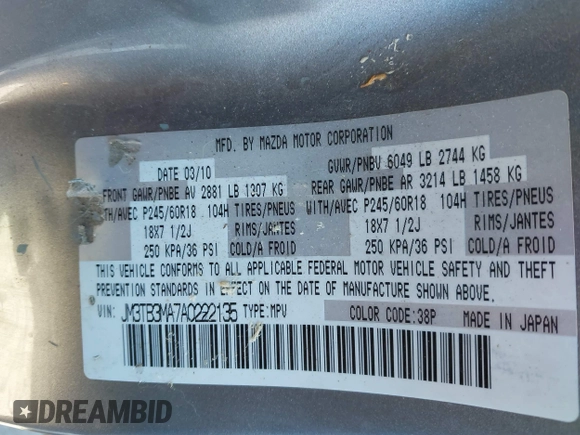 MFD. BY MAZDA MOTOR CORPORATION
DATE 03/10 GVWR/PNBV 6049 LB 2744 KG
FRONT GAWR/PNBE AV 2881 LB 1307 KG REAR GAWR/PNBE AR 3214 LB 1458 KG
WITH/AVEC P245/60R18 104H TIRES/PNEUS WITH/AVEC P245/60R18 104H TIRES/PNEUS
18X7 1/2J RIMS/JANTES 18X7 1/2J RIMS/JANTES
250 KPA/36 PSI COLD/A FROID 250 KPA/36 PSI COLD/A FROID
THIS VEHICLE CONFORMS TO ALL APPLICABLE FEDERAL MOTOR VEHICLE SAFETY AND THEFT
PREVENTION STANDARDS IN EFFECT ON THE DATE OF MANUFACTURE SHOWN ABOVE.
VIN: JM3TB3MA7A0222135 TYPE:MPV COLOR CODE:38P MADE IN JAPAN
DREAMBID